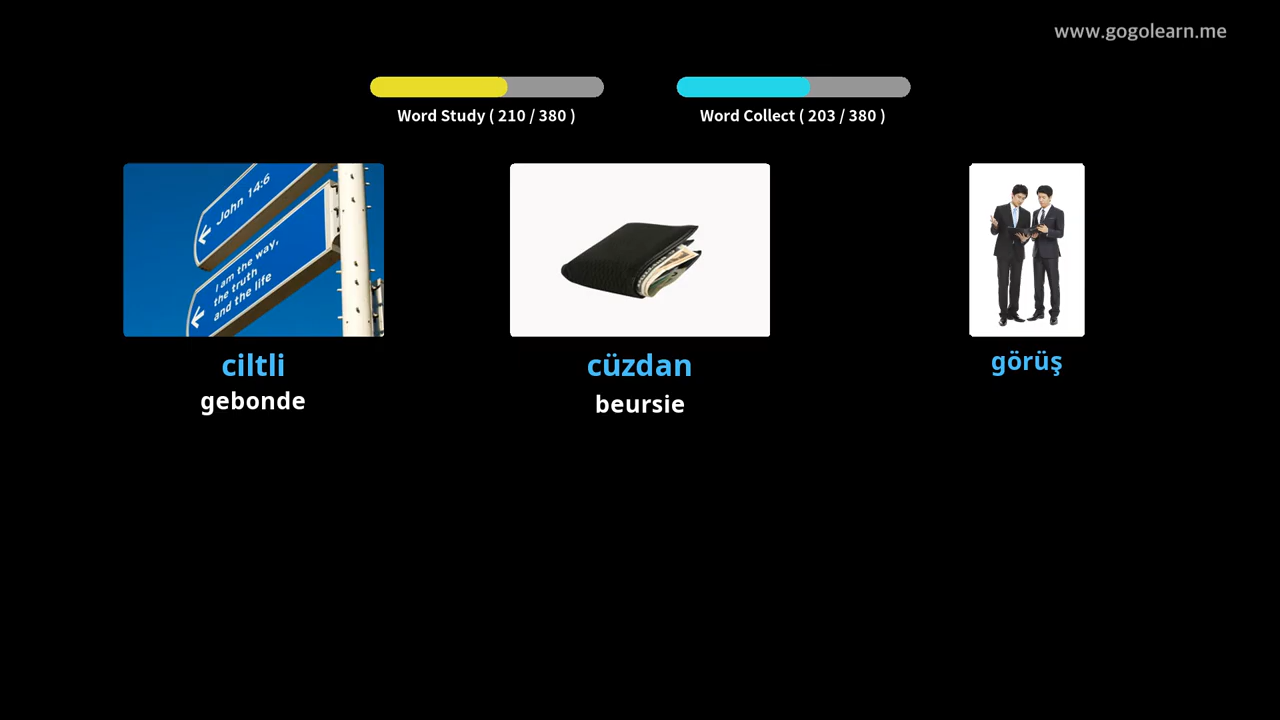 www.gogolearn.me
Word Study ( 210 / 380 )
Word Collect ( 203 / 380 )
John 14:6
I am the way,
the truth
and the life
ciltli
cüzdan
görüş
gebonde
beursie